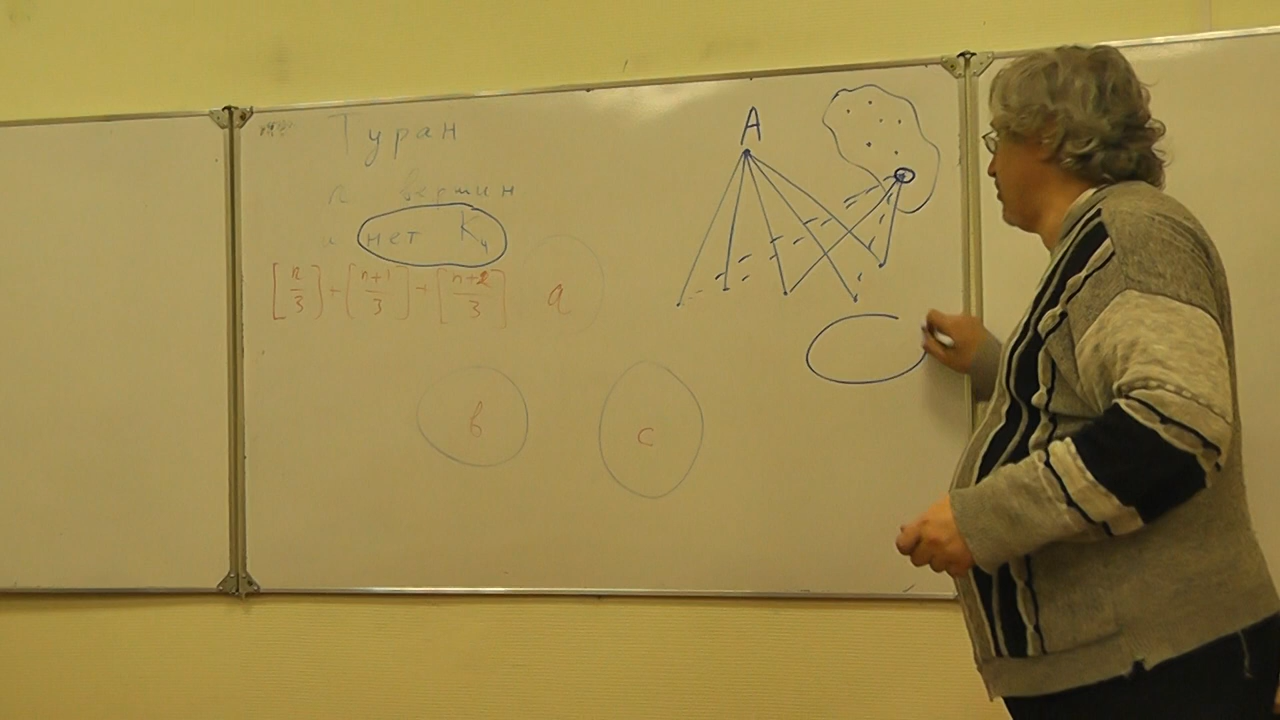 Туран
n вершин
и нет K₄
[n/3] + [n+1/3] + [n+2/3]
a
в
c
A